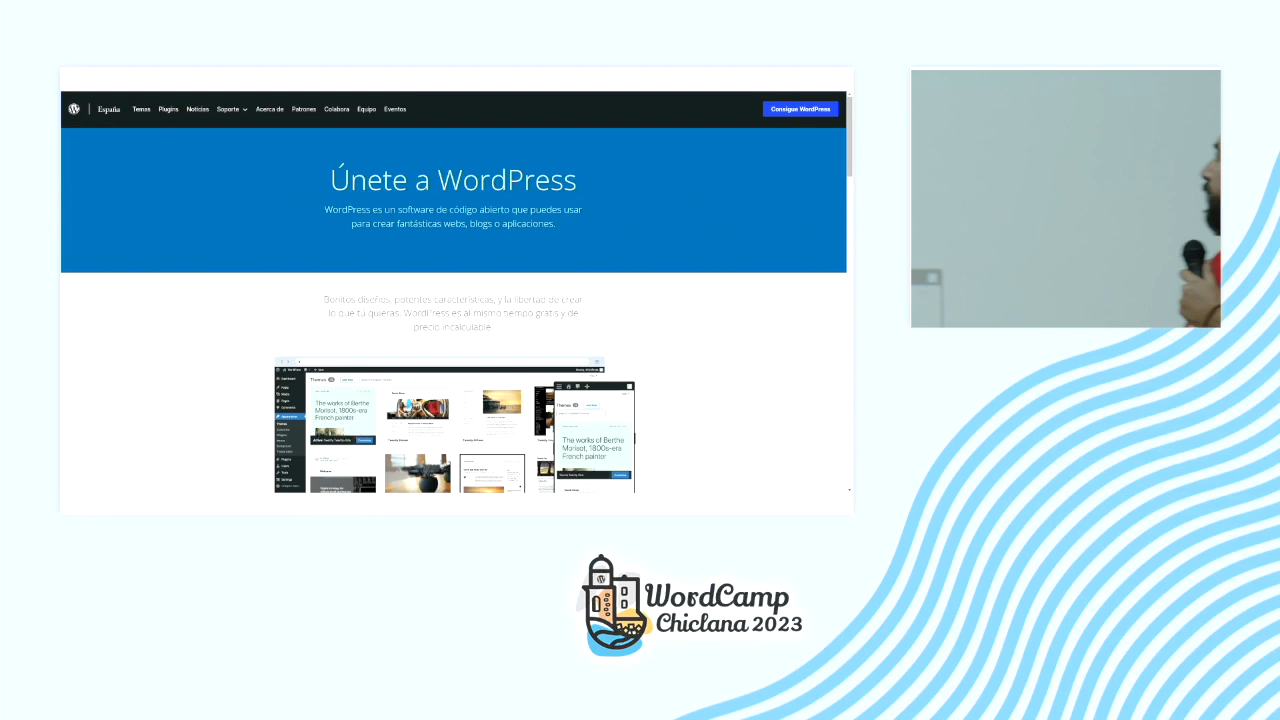 España Temas Plugins Noticias Soporte Acerca de Patrones Colabora Equipo Eventos Consigue WordPress
Únete a WordPress
WordPress es un software de código abierto que puedes usar
para crear fantásticas webs, blogs o aplicaciones.
Bonitos diseños, potentes características, y la libertad de crear
lo que tu quieras. WordPress es al mismo tiempo gratis y de
precio incalculable.
Themes
The works of Berthe
Morisot, 1800s-era
French painter
Themes
The works of Berthe
Morisot, 1800s-era
French painter
WordCamp
Chiclana 2023